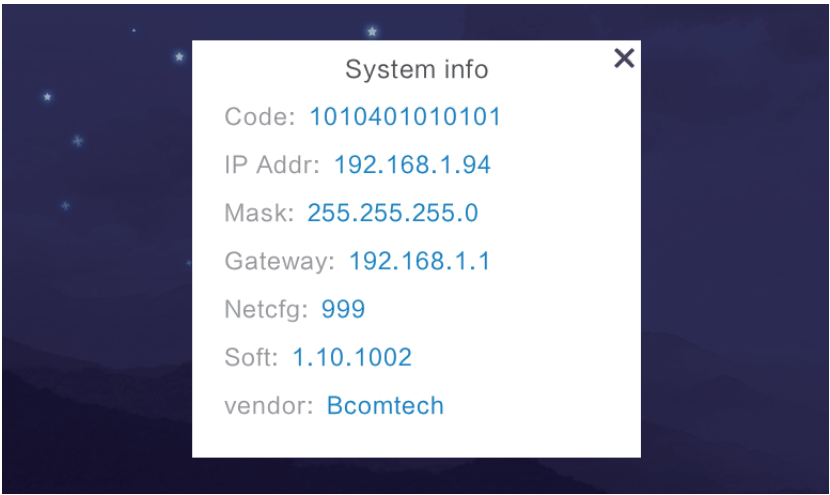 System info
Code: 1010401010101
IP Addr: 192.168.1.94
Mask: 255.255.255.0
Gateway: 192.168.1.1
Netcfg: 999
Soft: 1.10.1002
vendor: Bcomtech